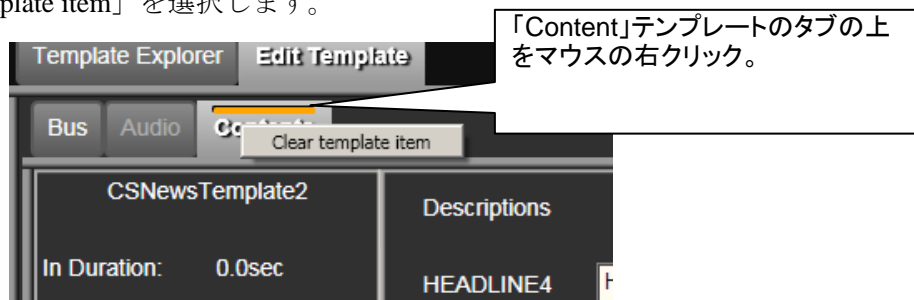 plate item」を選択します。
「Content」テンプレートのタブの上
をマウスの右クリック。
Template Explorer Edit Template
Bus Audio Contents
Clear template item
CSNewsTemplate2
Descriptions
In Duration: 0.0sec
HEADLINE4 H